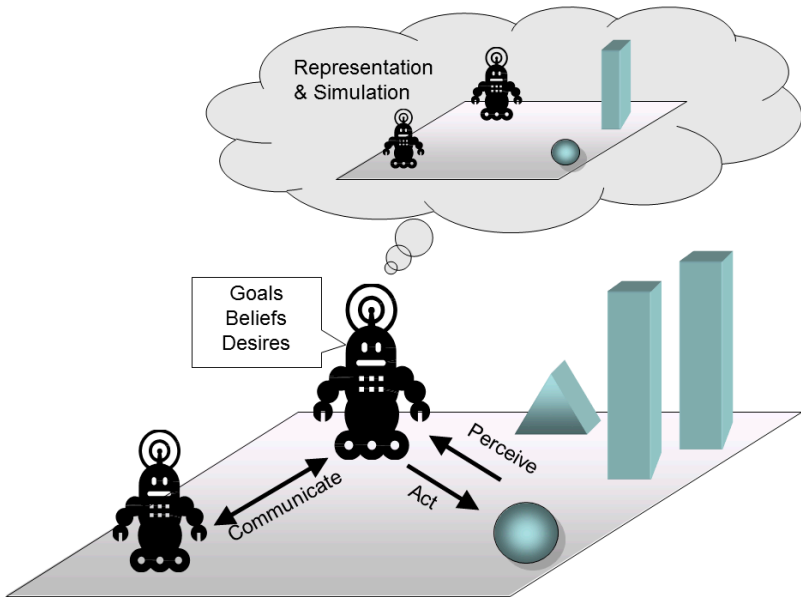 Representation
& Simulation
Goals
Beliefs
Desires
Perceive
Act
Communicate